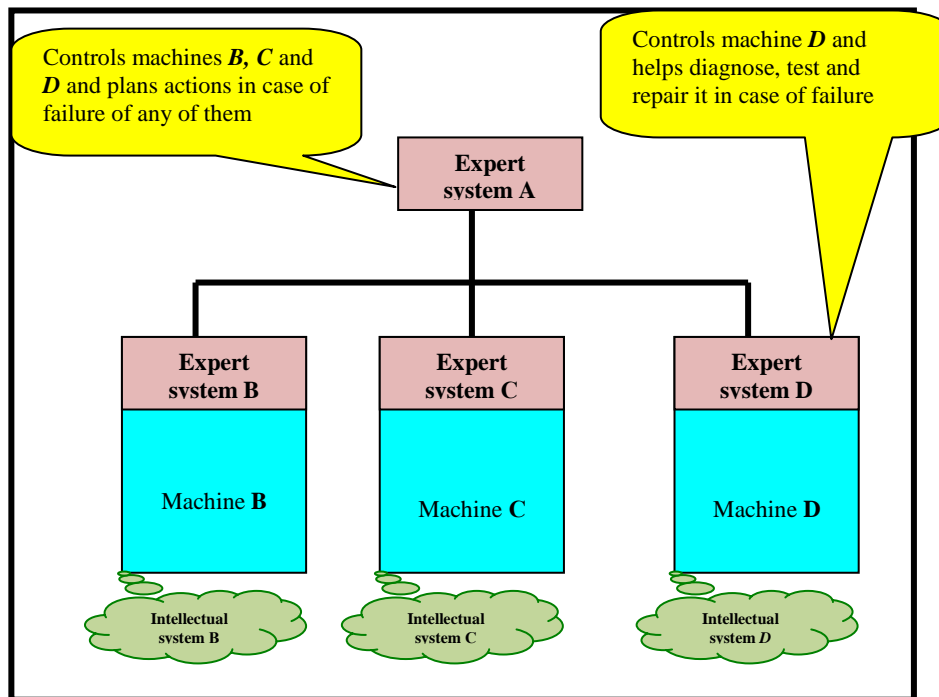 Controls machines B, C and
D and plans actions in case of
failure of any of them
Controls machine D and
helps diagnose, test and
repair it in case of failure
Expert
system A
Expert
system B
Expert
system C
Expert
system D
Machine B
Machine C
Machine D
Intellectual
system B
Intellectual
system C
Intellectual
system D